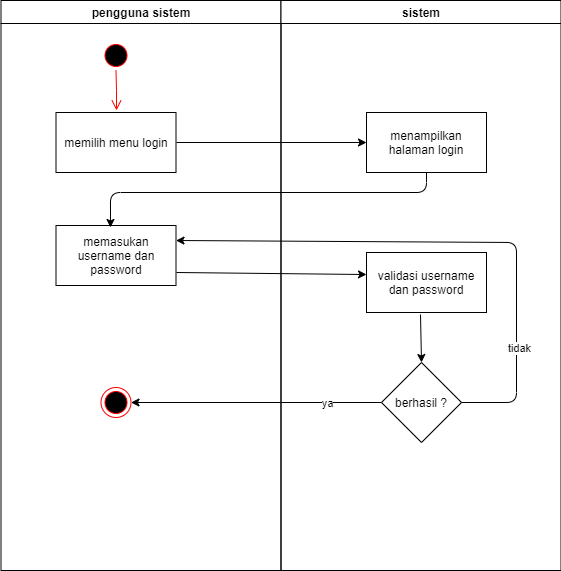 pengguna sistem
sistem
memilih menu login
menampilkan
halaman login
memasukan
username dan
password
validasi username
dan password
tidak
berhasil ?
ya